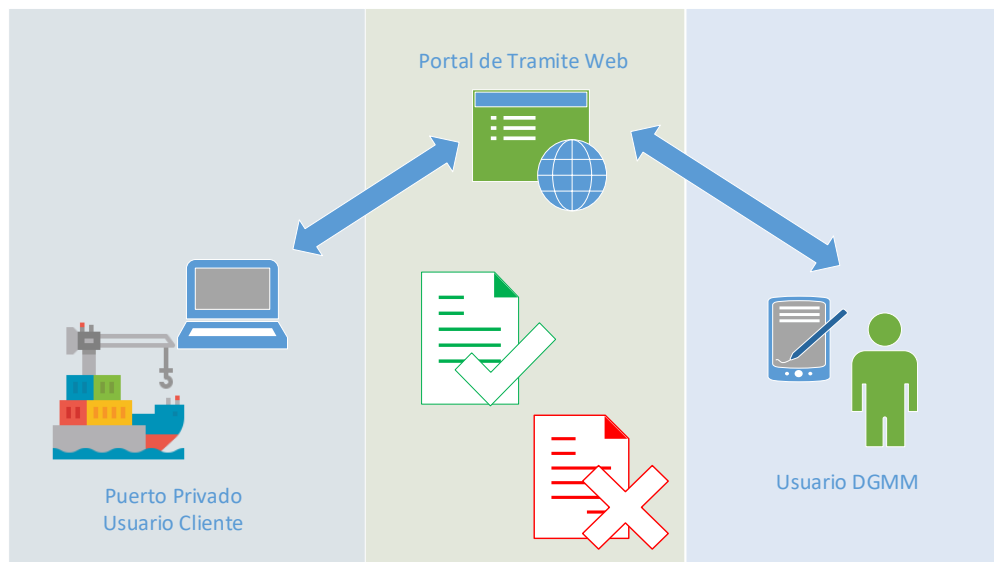 Portal de Tramite Web
Puerto Privado
Usuario Cliente
Usuario DGMM